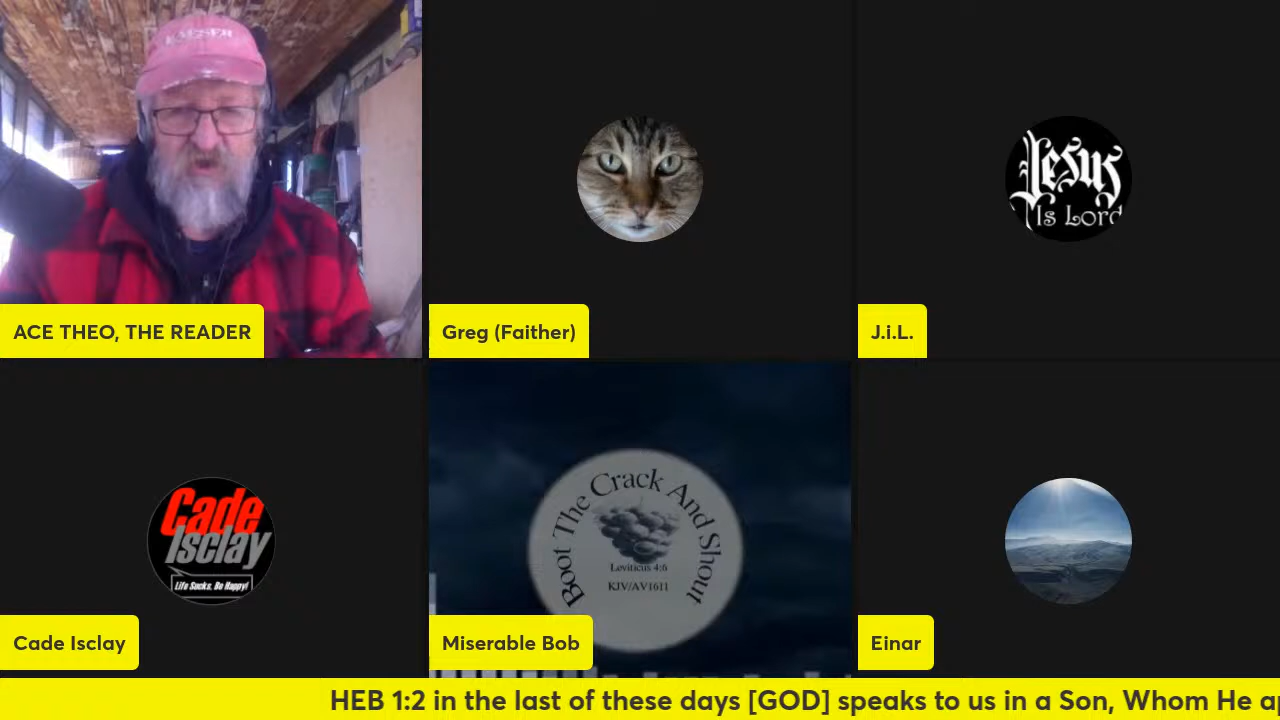 KAESER
ACE THEO, THE READER
Greg (Faither)
Jesus
Is Lord
J.i.L.
Cade
Isclay
Life Sucks. Be Happy!
Cade Isclay
Boot The Crack And Shout
Leviticus 4:6
KJV/AV1611
Miserable Bob
Einar
HEB 1:2 in the last of these days [GOD] speaks to us in a Son, Whom He ap